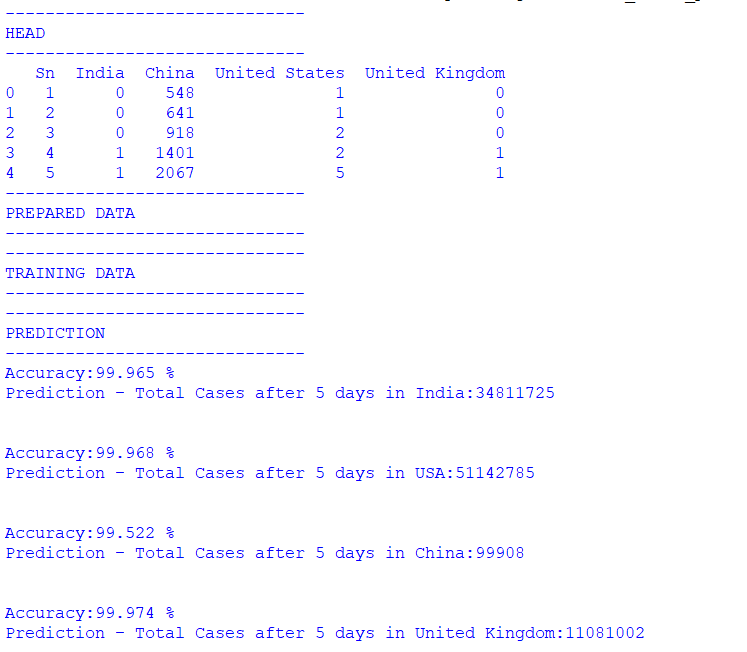 ------------------------------
HEAD
------------------------------
   Sn  India  China  United States  United Kingdom
0   1      0    548              1               0
1   2      0    641              1               0
2   3      0    918              2               0
3   4      1   1401              2               1
4   5      1   2067              5               1
------------------------------
PREPARED DATA
------------------------------
------------------------------
TRAINING DATA
------------------------------
------------------------------
PREDICTION
------------------------------
Accuracy:99.965 %
Prediction - Total Cases after 5 days in India:34811725
Accuracy:99.968 %
Prediction - Total Cases after 5 days in USA:51142785
Accuracy:99.522 %
Prediction - Total Cases after 5 days in China:99908
Accuracy:99.974 %
Prediction - Total Cases after 5 days in United Kingdom:11081002